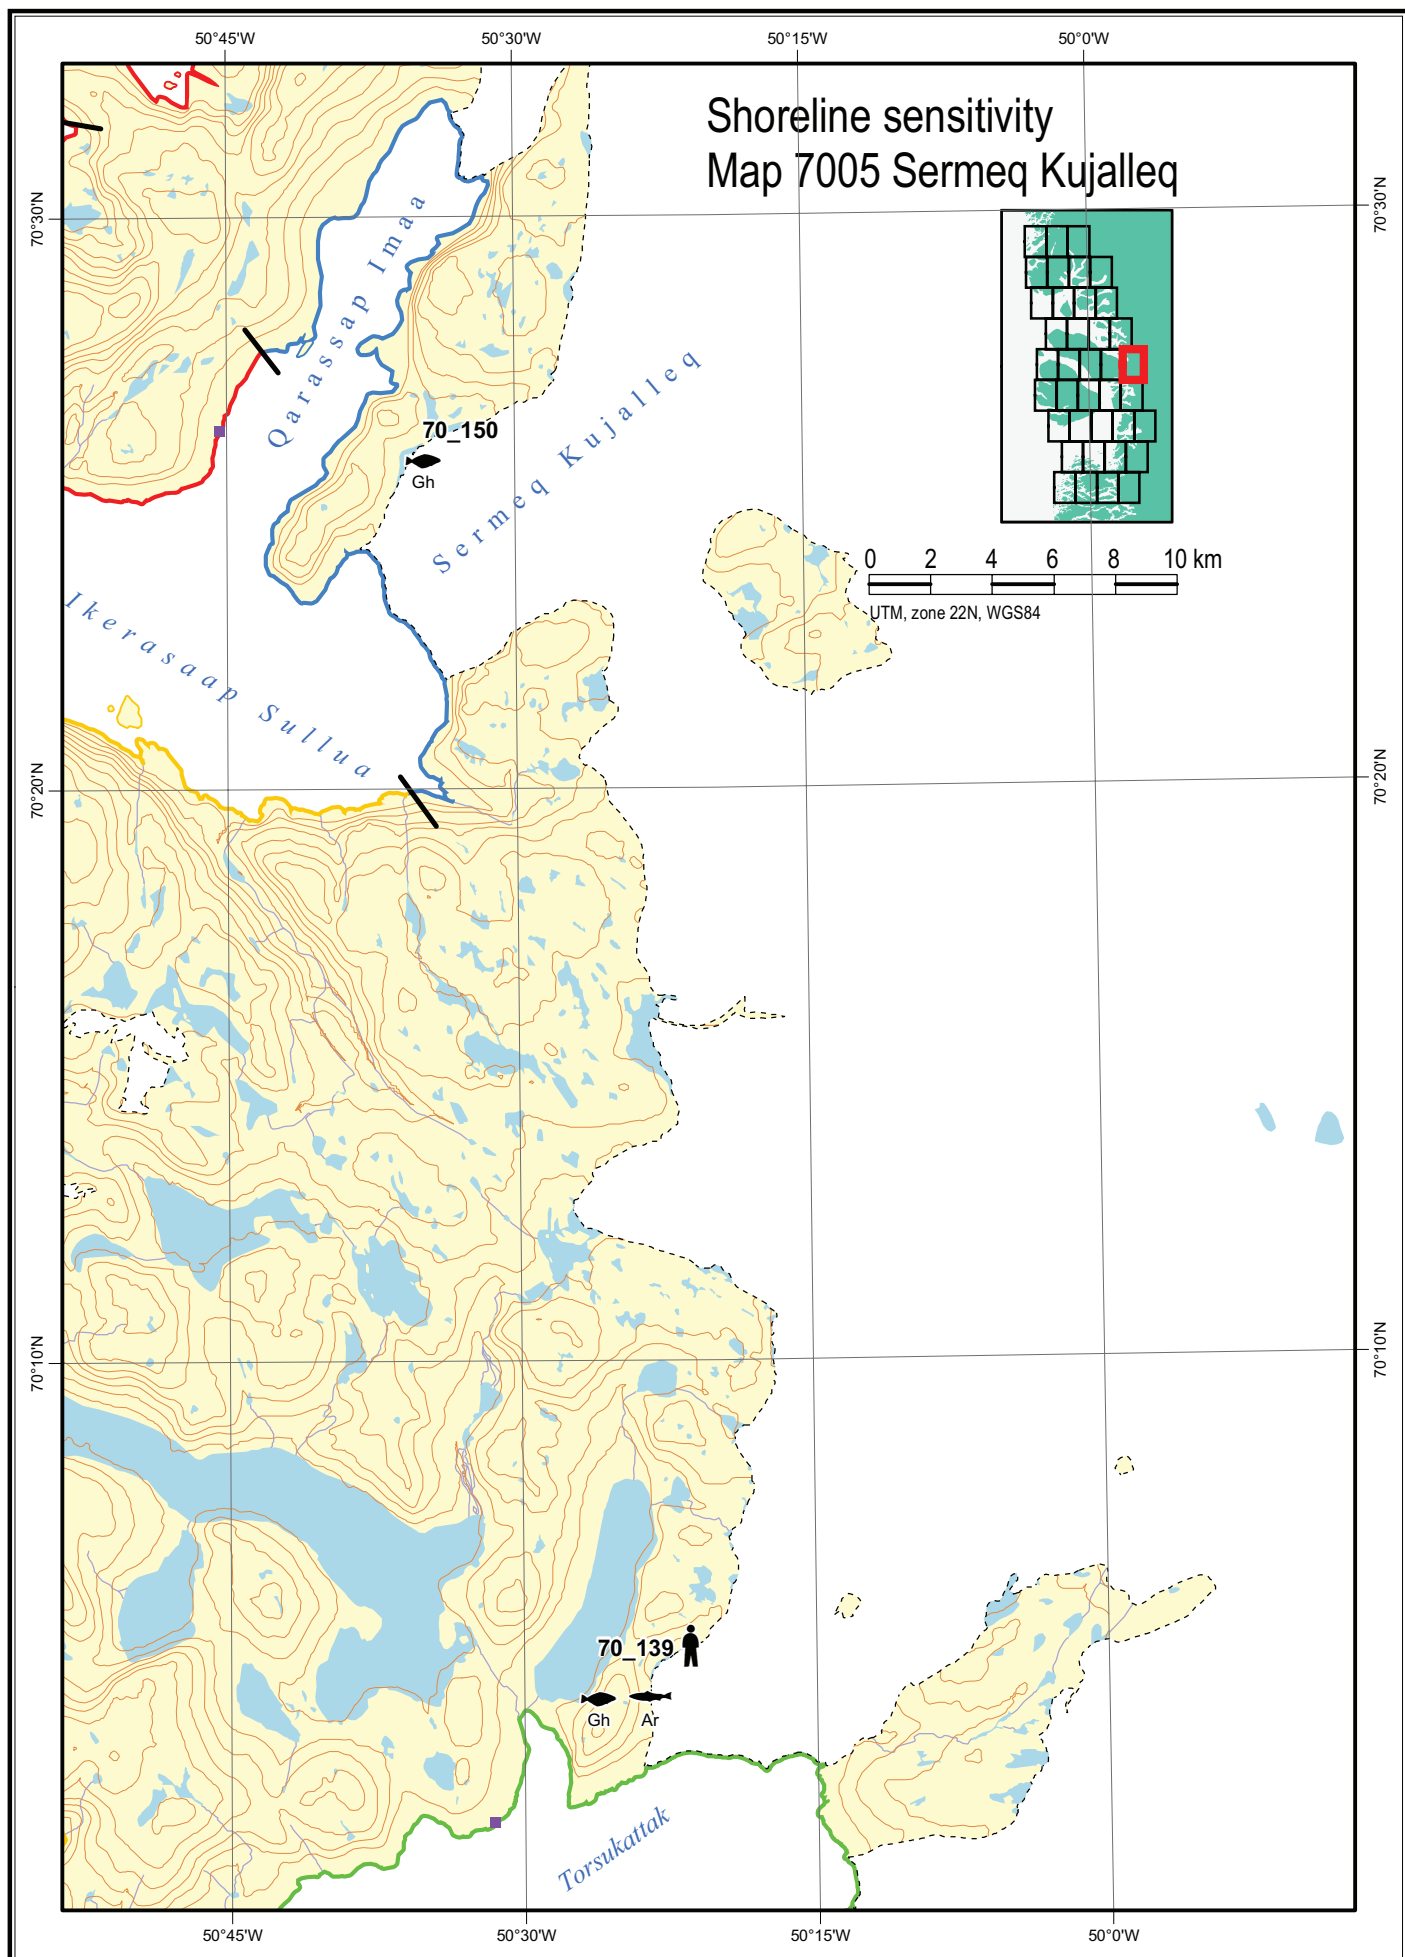 50°45'W 50°30'W 50°15'W 50°0'W
Shoreline sensitivity
Map 7005 Sermeq Kujalleq
70°30'N 70°30'N
Qarassap Imaa
Sermeq Kujalleq
70_150
Gh
0 2 4 6 8 10 km
UTM, zone 22N, WGS84
Ikerasaap Sullua
70°20'N 70°20'N
70°10'N 70°10'N
70_139
Gh Ar
Torsukattak
50°45'W 50°30'W 50°15'W 50°0'W